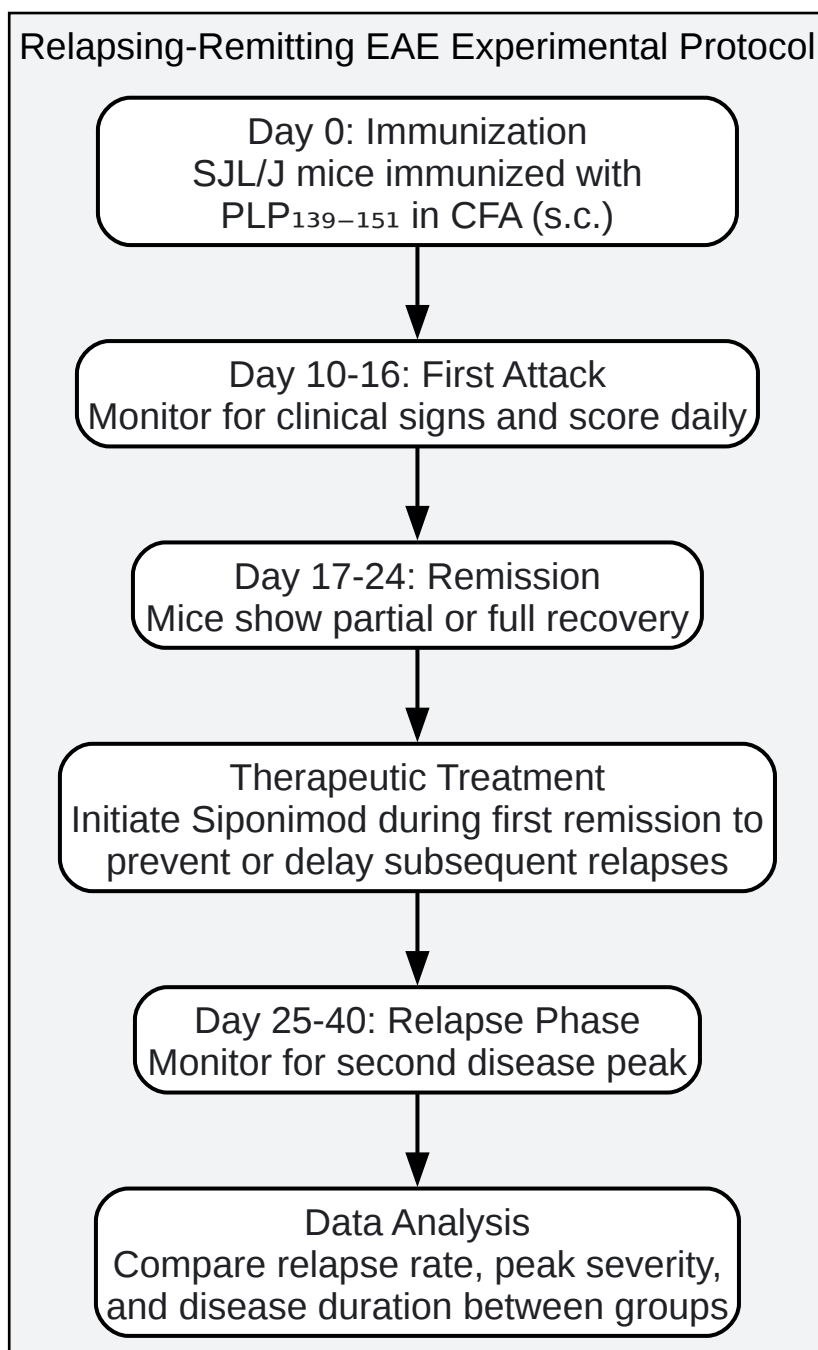 Relapsing-Remitting EAE Experimental Protocol
Day 0: Immunization
SJL/J mice immunized with
PLP₁₃₉₋₁₅₁ in CFA (s.c.)
Day 10-16: First Attack
Monitor for clinical signs and score daily
Day 17-24: Remission
Mice show partial or full recovery
Therapeutic Treatment
Initiate Siponimod during first remission to
prevent or delay subsequent relapses
Day 25-40: Relapse Phase
Monitor for second disease peak
Data Analysis
Compare relapse rate, peak severity,
and disease duration between groups